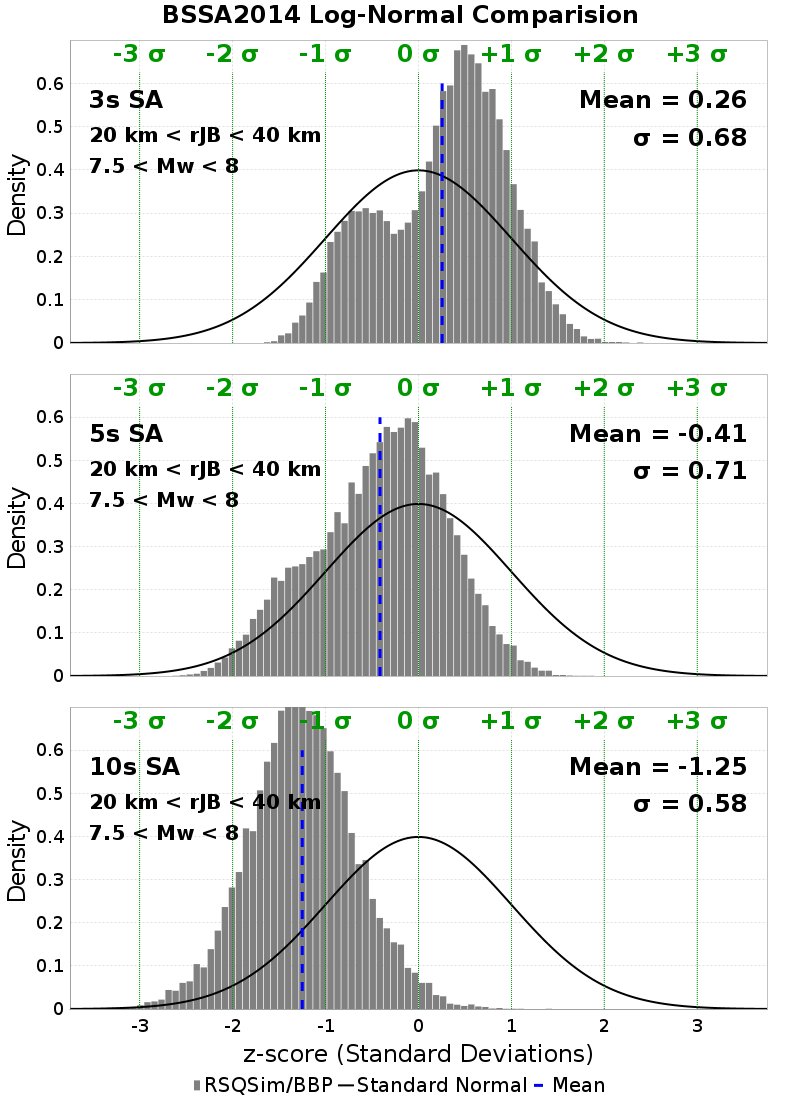 BSSA2014 Log-Normal Comparision
-3 σ -2 σ -1 σ 0 σ +1 σ +2 σ +3 σ
3s SA
Mean = 0.26
20 km < rJB < 40 km
σ = 0.68
7.5 < Mw < 8
Density
0.6
0.5
0.4
0.3
0.2
0.1
0
-3 σ -2 σ -1 σ 0 σ +1 σ +2 σ +3 σ
5s SA
Mean = -0.41
20 km < rJB < 40 km
σ = 0.71
7.5 < Mw < 8
Density
0.6
0.5
0.4
0.3
0.2
0.1
0
-3 σ -2 σ -1 σ 0 σ +1 σ +2 σ +3 σ
10s SA
Mean = -1.25
20 km < rJB < 40 km
σ = 0.58
7.5 < Mw < 8
Density
0.6
0.5
0.4
0.3
0.2
0.1
0
-3 -2 -1 0 1 2 3
z-score (Standard Deviations)
RSQSim/BBP Standard Normal Mean